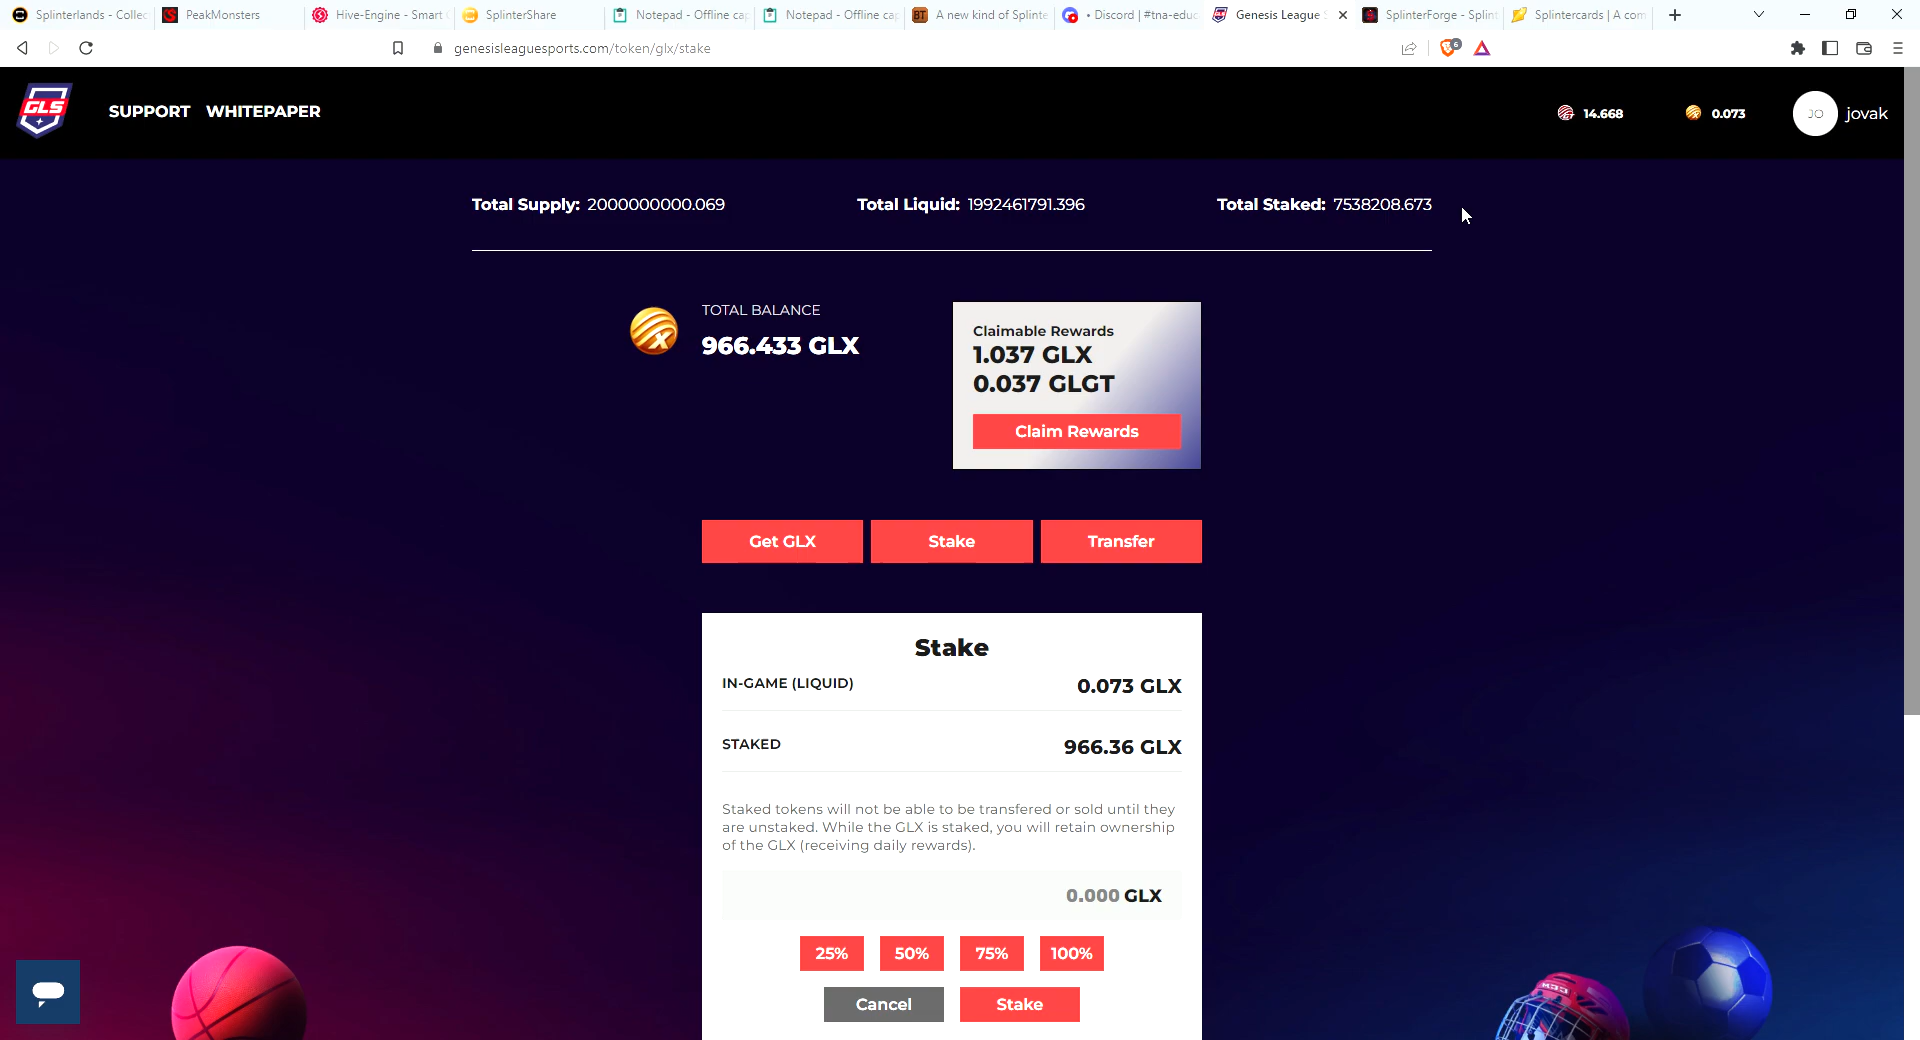 Splinterlands - Collec
PeakMonsters
Hive-Engine - Smart C
SplinterShare
Notepad - Offline cap
Notepad - Offline cap
BT
A new kind of Splinte
• Discord | #tna-educ
Genesis League S
SplinterForge - Splint
Splintercards | A com
genesisleaguesports.com/token/glx/stake
6
GLS
SUPPORT WHITEPAPER
14.668
0.073
JO
jovak
Total Supply: 2000000000.069
Total Liquid: 1992461791.396
Total Staked: 7538208.673
TOTAL BALANCE
966.433 GLX
Claimable Rewards
1.037 GLX
0.037 GLGT
Claim Rewards
Get GLX
Stake
Transfer
Stake
IN-GAME (LIQUID)
0.073 GLX
STAKED
966.36 GLX
Staked tokens will not be able to be transfered or sold until they
are unstaked. While the GLX is staked, you will retain ownership
of the GLX (receiving daily rewards).
0.000 GLX
25%
50%
75%
100%
Cancel
Stake